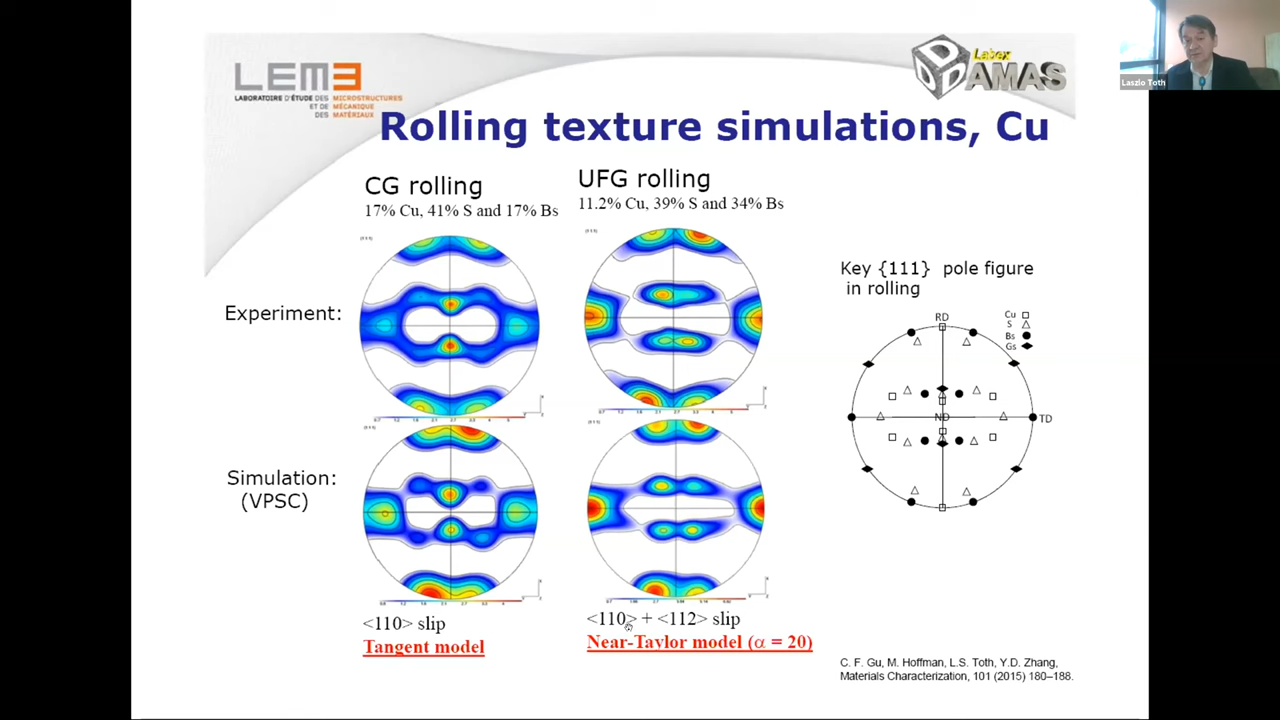 LEM3
LABORATOIRE D'ÉTUDE DES MICROSTRUCTURES
ET DE MÉCANIQUE
DES MATÉRIAUX
Labex
DAMAS
Laszlo Toth
Rolling texture simulations, Cu
CG rolling
17% Cu, 41% S and 17% Bs
UFG rolling
11.2% Cu, 39% S and 34% Bs
Experiment:
Simulation:
(VPSC)
Key {111} pole figure
in rolling
RD
Cu
S
Bs
Gs
ND
TD
<110> slip
Tangent model
<110> + <112> slip
Near-Taylor model (α = 20)
C. F. Gu, M. Hoffman, L.S. Toth, Y.D. Zhang,
Materials Characterization, 101 (2015) 180–188.